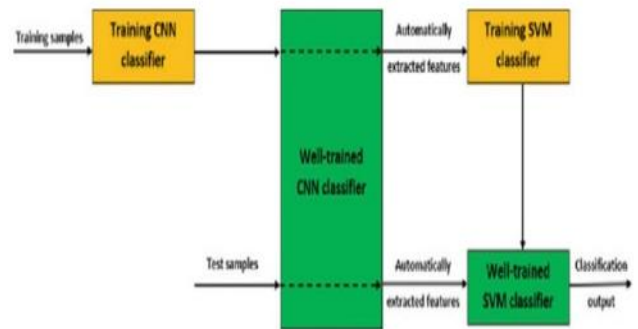 Training samples
Training CNN
classifier
Automatically
extracted features
Training SVM
classifier
Well-trained
CNN classifier
Test samples
Automatically
extracted features
Well-trained
SVM classifier
Classification
output